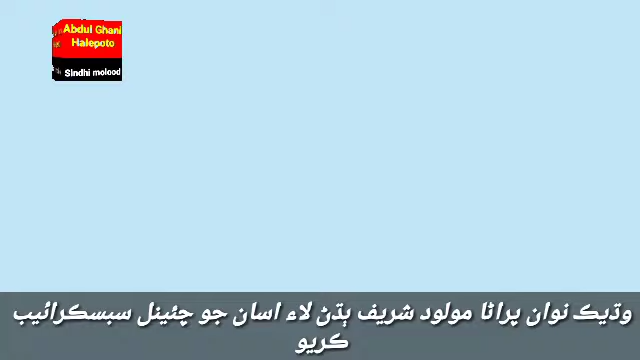 Abdul Ghani
Halepoto
Sindhi molood
وڌيڪ نوان پراڻا مولود شريف ٻڌڻ لاءِ اسان جو چئينل سبسڪرائيب
ڪريو